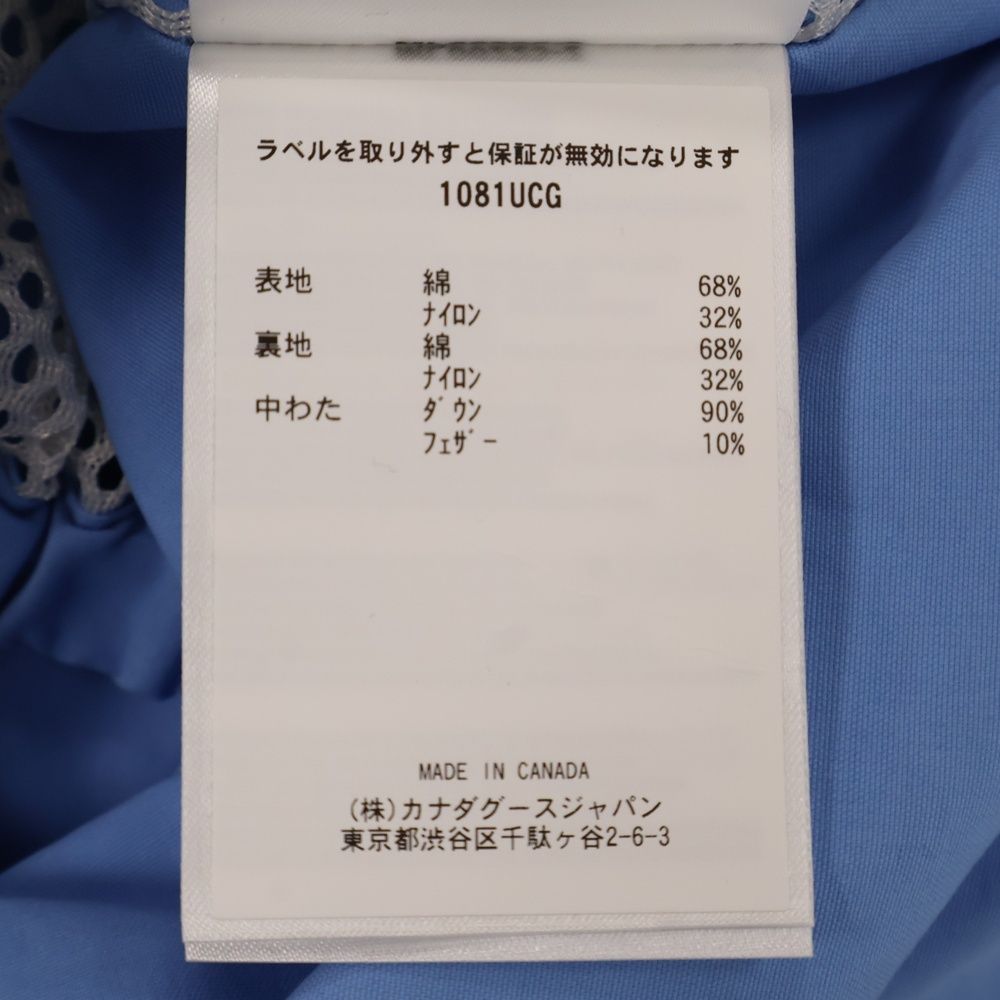 ラベルを取り外すと保証が無効になります
1081UCG
表地 綿 68%
ナイロン 32%
裏地 綿 68%
ナイロン 32%
中わた ダウン 90%
フェザー 10%
MADE IN CANADA
(株)カナダグースジャパン
東京都渋谷区千駄ヶ谷2-6-3